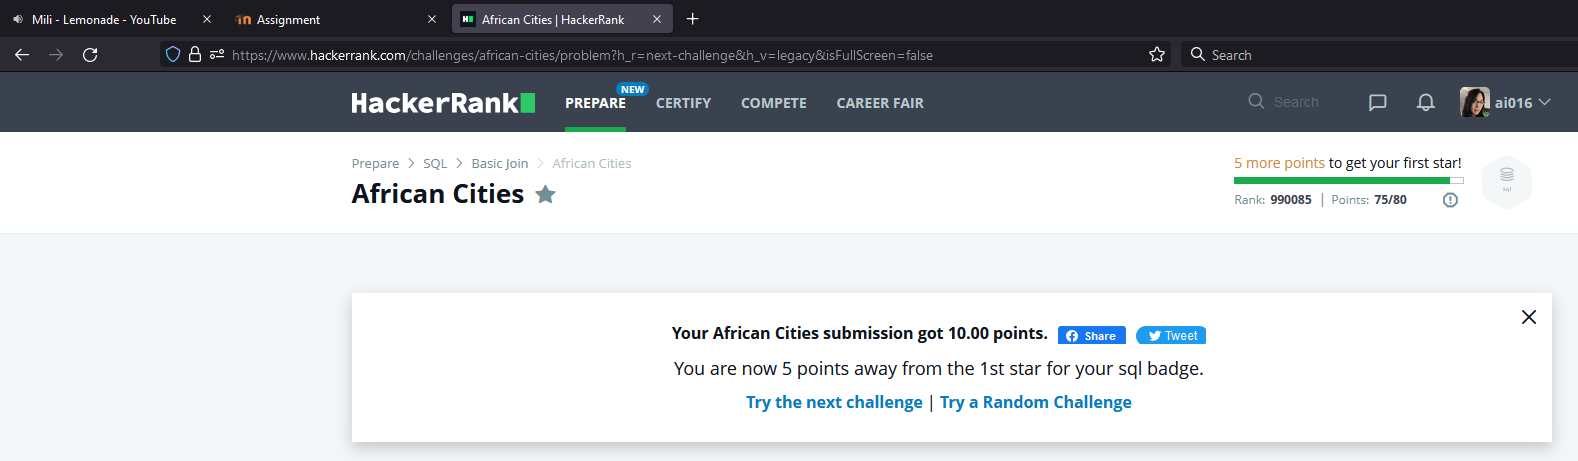 Mili - Lemonade - YouTube
Assignment
African Cities | HackerRank
https://www.hackerrank.com/challenges/african-cities/problem?h_r=next-challenge&h_v=legacy&isFullScreen=false
Search
HackerRank
PREPARE
NEW
CERTIFY
COMPETE
CAREER FAIR
Search
ai016
Prepare > SQL > Basic Join > African Cities
African Cities
5 more points to get your first star!
Rank: 990085 | Points: 75/80
Sql
Your African Cities submission got 10.00 points.
Share
Tweet
You are now 5 points away from the 1st star for your sql badge.
Try the next challenge | Try a Random Challenge